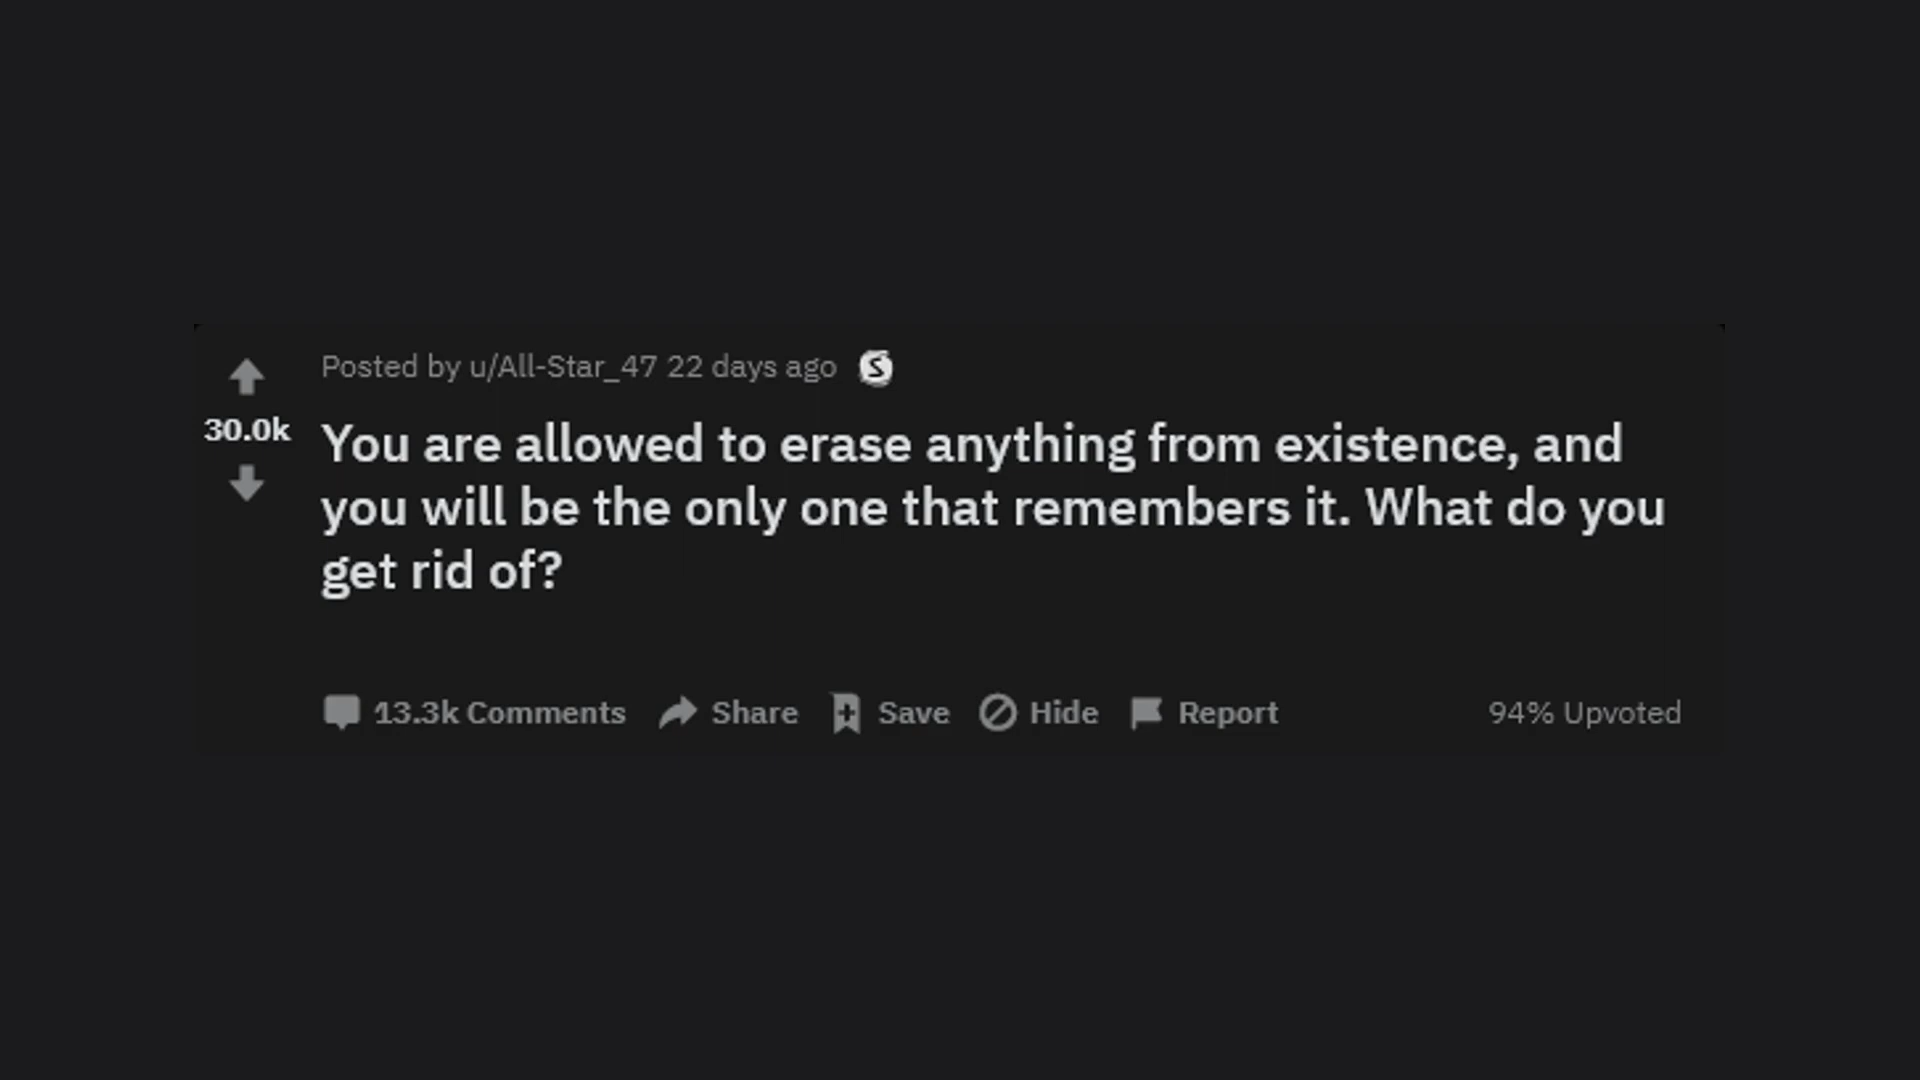 Posted by u/All-Star_47 22 days ago
30.0k
You are allowed to erase anything from existence, and
you will be the only one that remembers it. What do you
get rid of?
13.3k Comments Share Save Hide Report 94% Upvoted